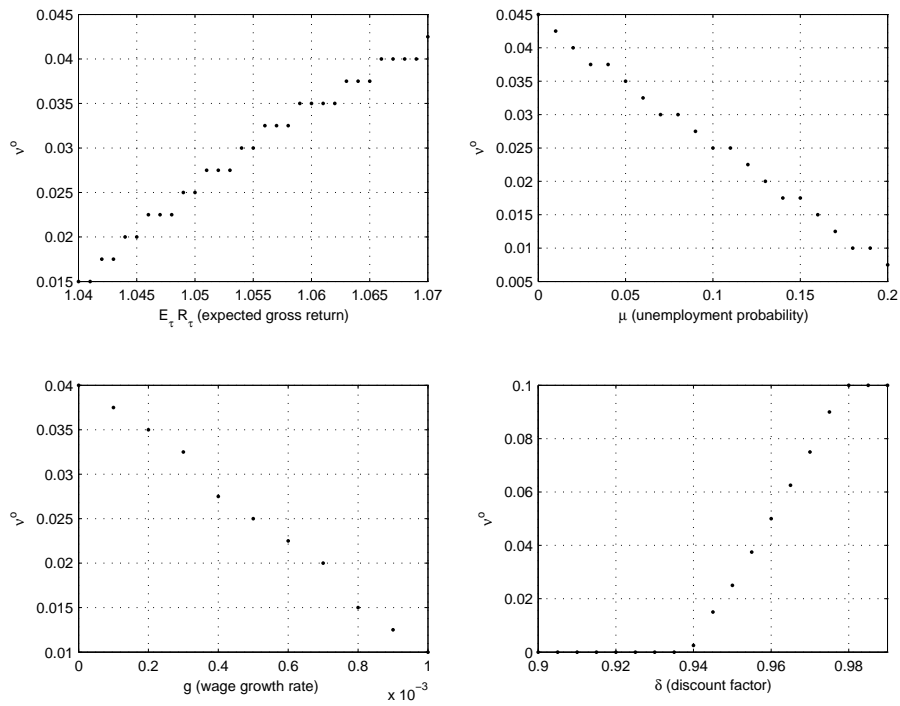 0.045
0.04
0.035
0.03
0.025
0.02
0.015
1.04 1.045 1.05 1.055 1.06 1.065 1.07
E_τ R_τ (expected gross return)
ν^o
0.045
0.04
0.035
0.03
0.025
0.02
0.015
0.01
0.005
0 0.05 0.1 0.15 0.2
μ (unemployment probability)
ν^o
0.04
0.035
0.03
0.025
0.02
0.015
0.01
0 0.2 0.4 0.6 0.8 1
x 10^−3
g (wage growth rate)
ν^o
0.1
0.08
0.06
0.04
0.02
0
0.9 0.92 0.94 0.96 0.98
δ (discount factor)
ν^o